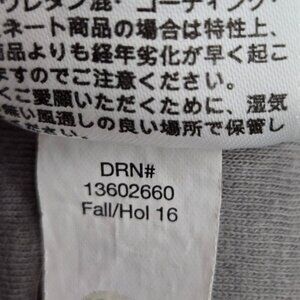 ウレタン混・コーティング・
ネート商品の場合は特性上、
品よりも経年劣化が早く起こ
すのでご注意ください。
くご愛願いただくために、湿気
い風通しの良い場所で保管し
DRN#
13602660
Fall/Hol 16